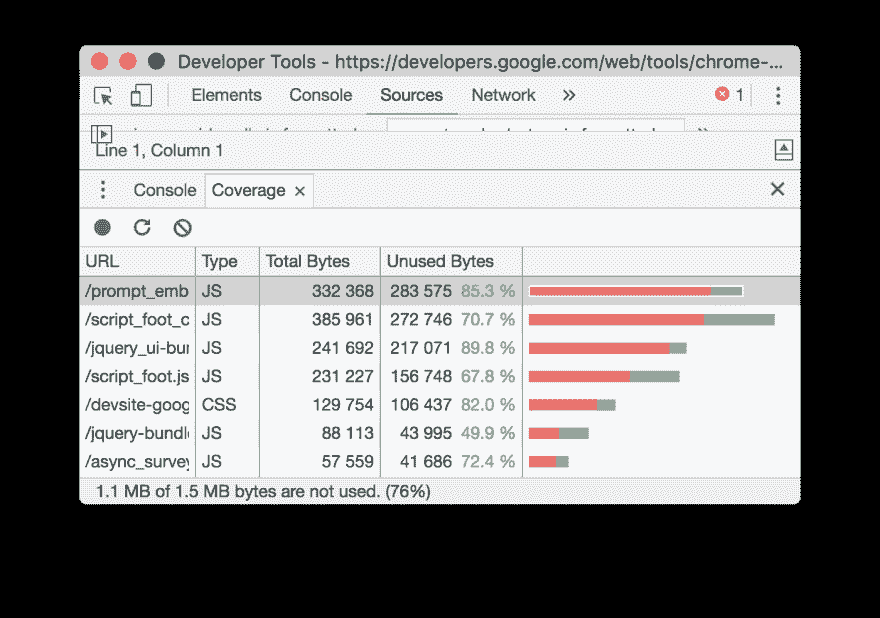 Developer Tools - https://developers.google.com/web/tools/chrome-...
Elements Console Sources Network » 1
Line 1, Column 1
Console Coverage ×
URL Type Total Bytes Unused Bytes
/prompt_emb JS 332 368 283 575 85.3 %
/script_foot_c JS 385 961 272 746 70.7 %
/jquery_ui-bur JS 241 692 217 071 89.8 %
/script_foot.js JS 231 227 156 748 67.8 %
/devsite-goog CSS 129 754 106 437 82.0 %
/jquery-bundl JS 88 113 43 995 49.9 %
/async_survey JS 57 559 41 686 72.4 %
1.1 MB of 1.5 MB bytes are not used. (76%)